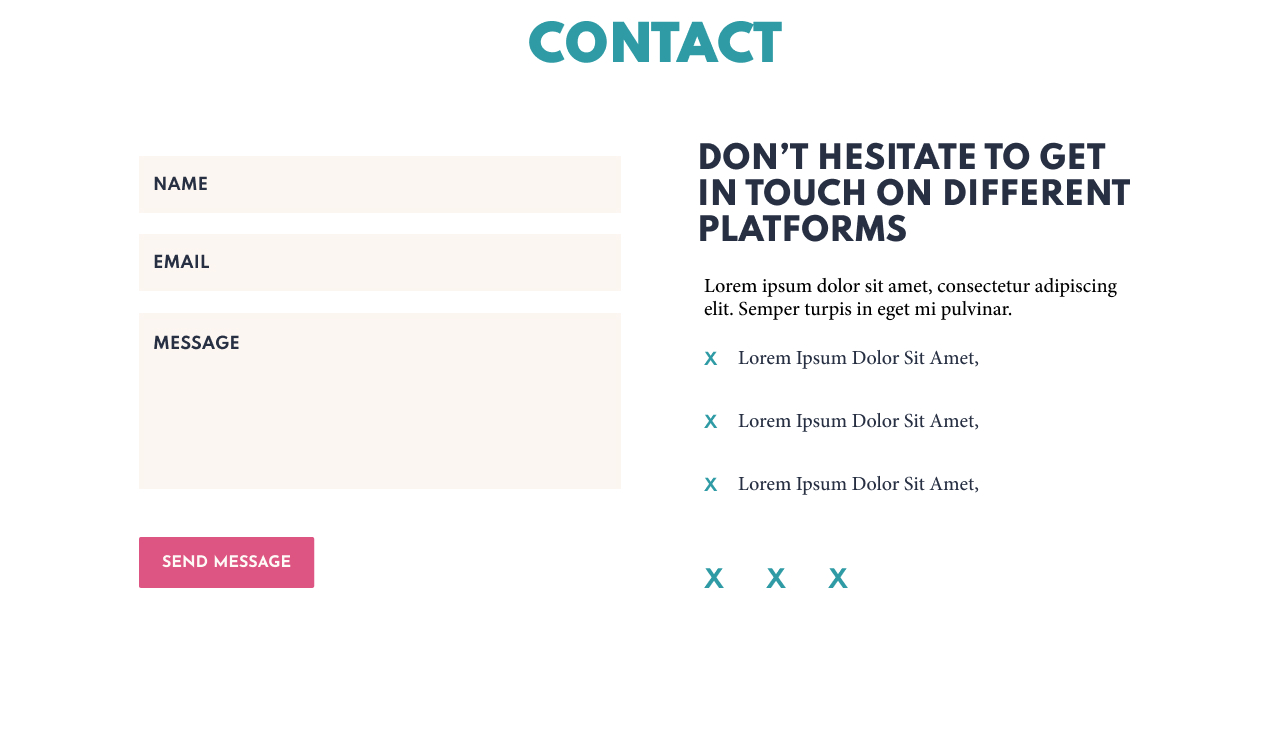 CONTACT
NAME
EMAIL
MESSAGE
SEND MESSAGE
DON’T HESITATE TO GET
IN TOUCH ON DIFFERENT
PLATFORMS
Lorem ipsum dolor sit amet, consectetur adipiscing
elit. Semper turpis in eget mi pulvinar.
X Lorem Ipsum Dolor Sit Amet,
X Lorem Ipsum Dolor Sit Amet,
X Lorem Ipsum Dolor Sit Amet,
X X X